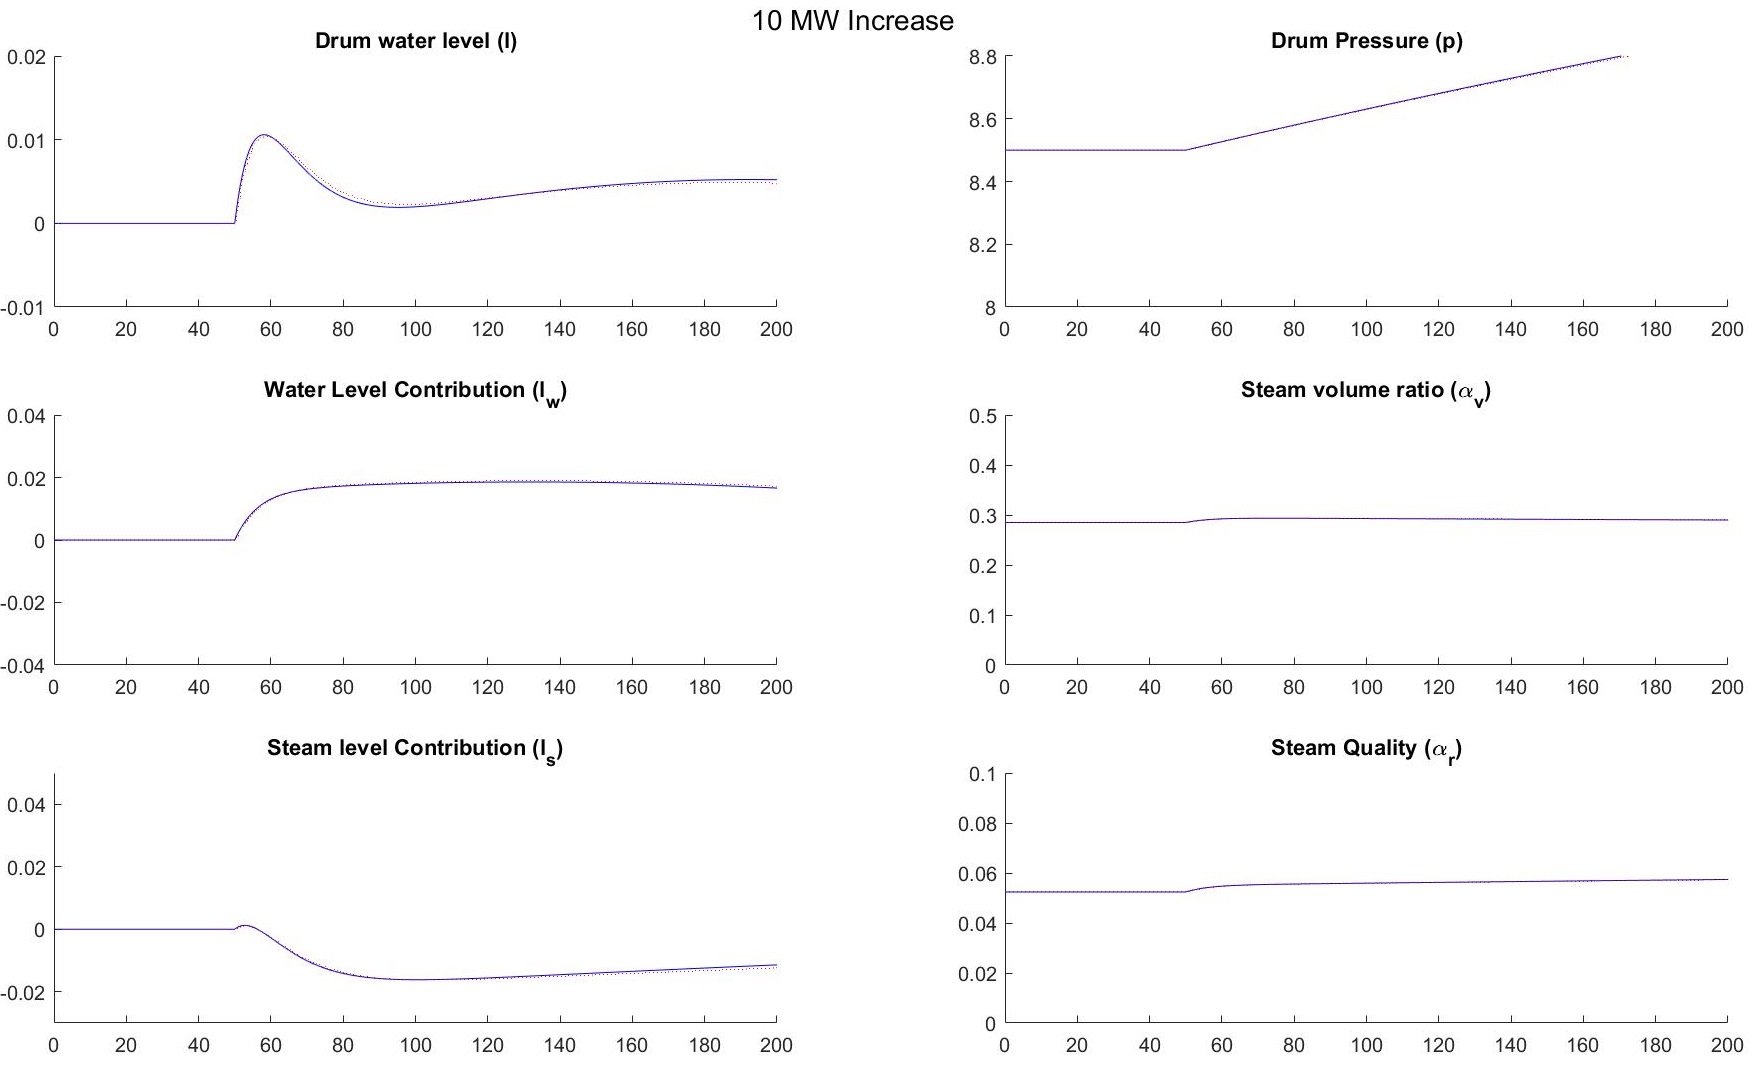 10 MW Increase
Drum water level (l)
0.02
0.01
0
-0.01
0 20 40 60 80 100 120 140 160 180 200
Drum Pressure (p)
8.8
8.6
8.4
8.2
8
0 20 40 60 80 100 120 140 160 180 200
Water Level Contribution (l_w)
0.04
0.02
0
-0.02
-0.04
0 20 40 60 80 100 120 140 160 180 200
Steam volume ratio (α_v)
0.5
0.4
0.3
0.2
0.1
0
0 20 40 60 80 100 120 140 160 180 200
Steam level Contribution (l_s)
0.04
0.02
0
-0.02
0 20 40 60 80 100 120 140 160 180 200
Steam Quality (α_r)
0.1
0.08
0.06
0.04
0.02
0
0 20 40 60 80 100 120 140 160 180 200